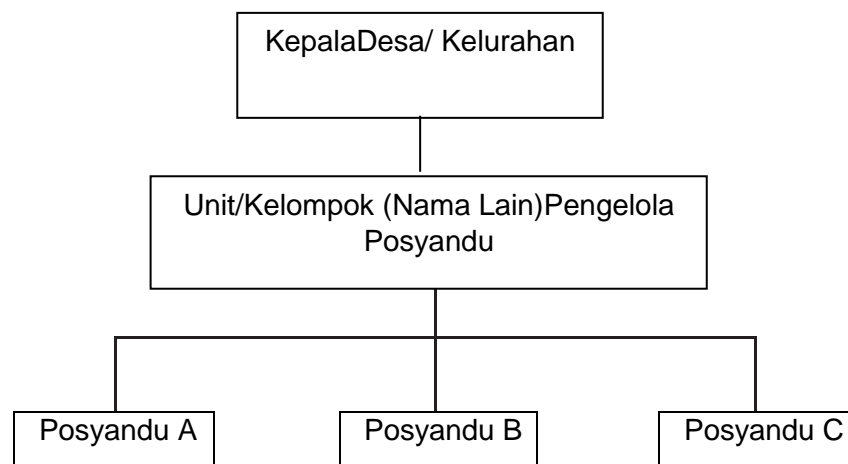 KepalaDesa/ Kelurahan
Unit/Kelompok (Nama Lain)Pengelola
Posyandu
Posyandu A
Posyandu B
Posyandu C